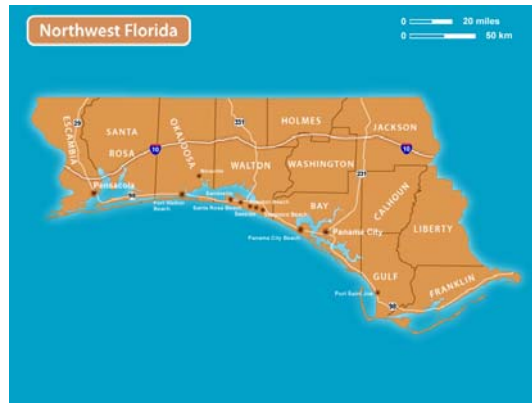 Northwest Florida
0 20 miles
0 50 km
29
331
HOLMES
JACKSON
ESCAMBIA
SANTA
ROSA
OKALOOSA
10
WALTON
WASHINGTON
10
231
CALHOUN
Niceville
Pensacola
98
Fort Walton
Beach
Santa Rosa Beach
Seaside
BAY
LIBERTY
Panama City
Panama City Beach
GULF
FRANKLIN
Port Saint Joe
98